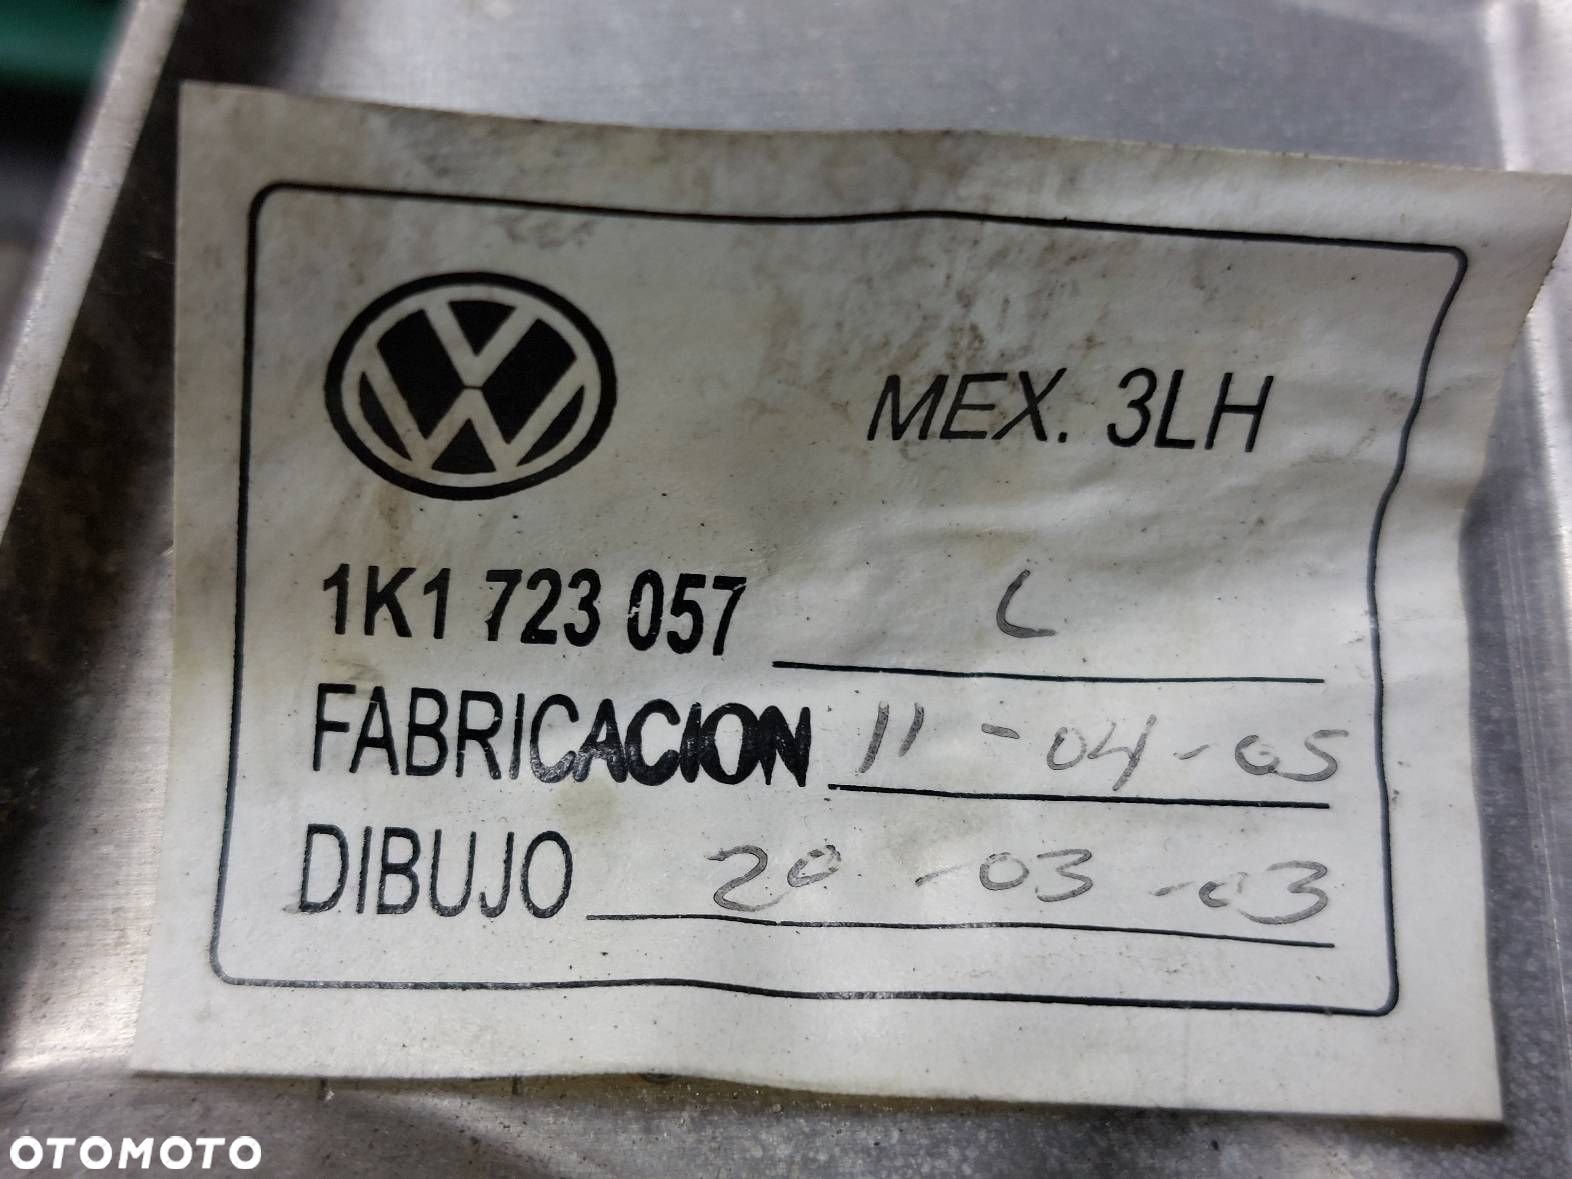 MEX. 3LH
1K1 723 057 C
FABRICACION 11-04-05
DIBUJO 20-03-03
OTOMOTO